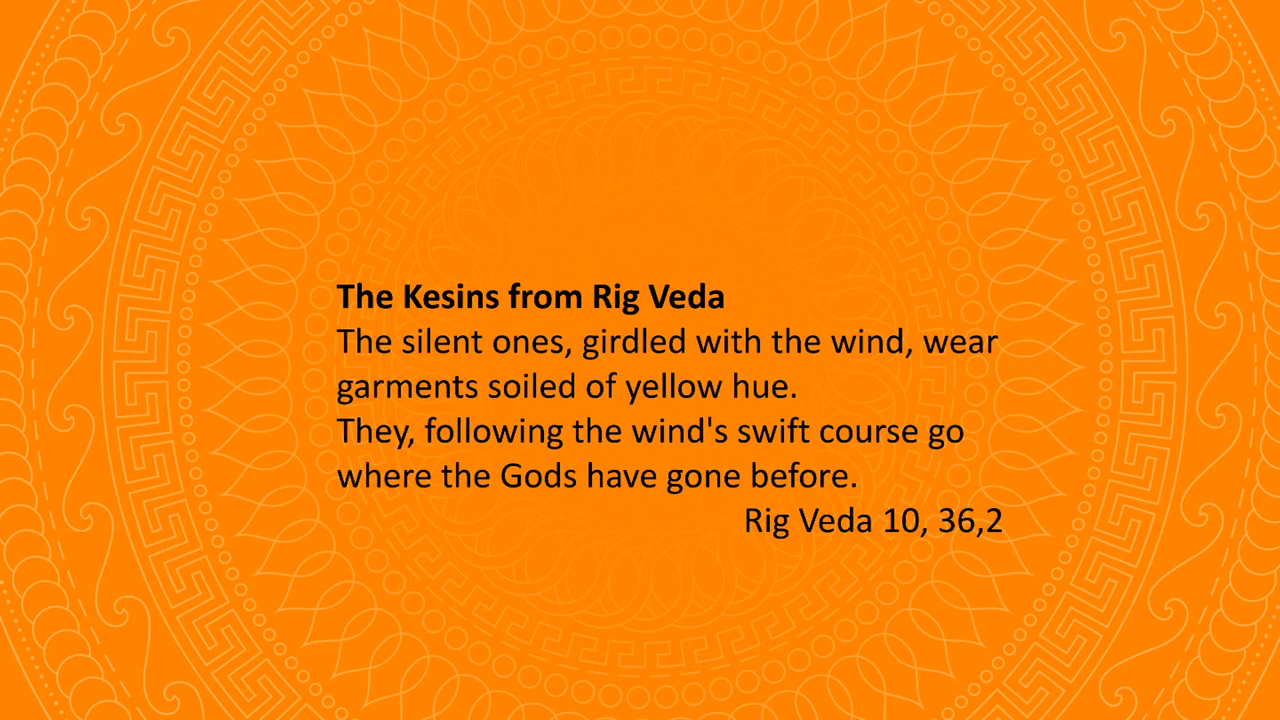 The Kesins from Rig Veda
The silent ones, girdled with the wind, wear
garments soiled of yellow hue.
They, following the wind's swift course go
where the Gods have gone before.
Rig Veda 10, 36,2